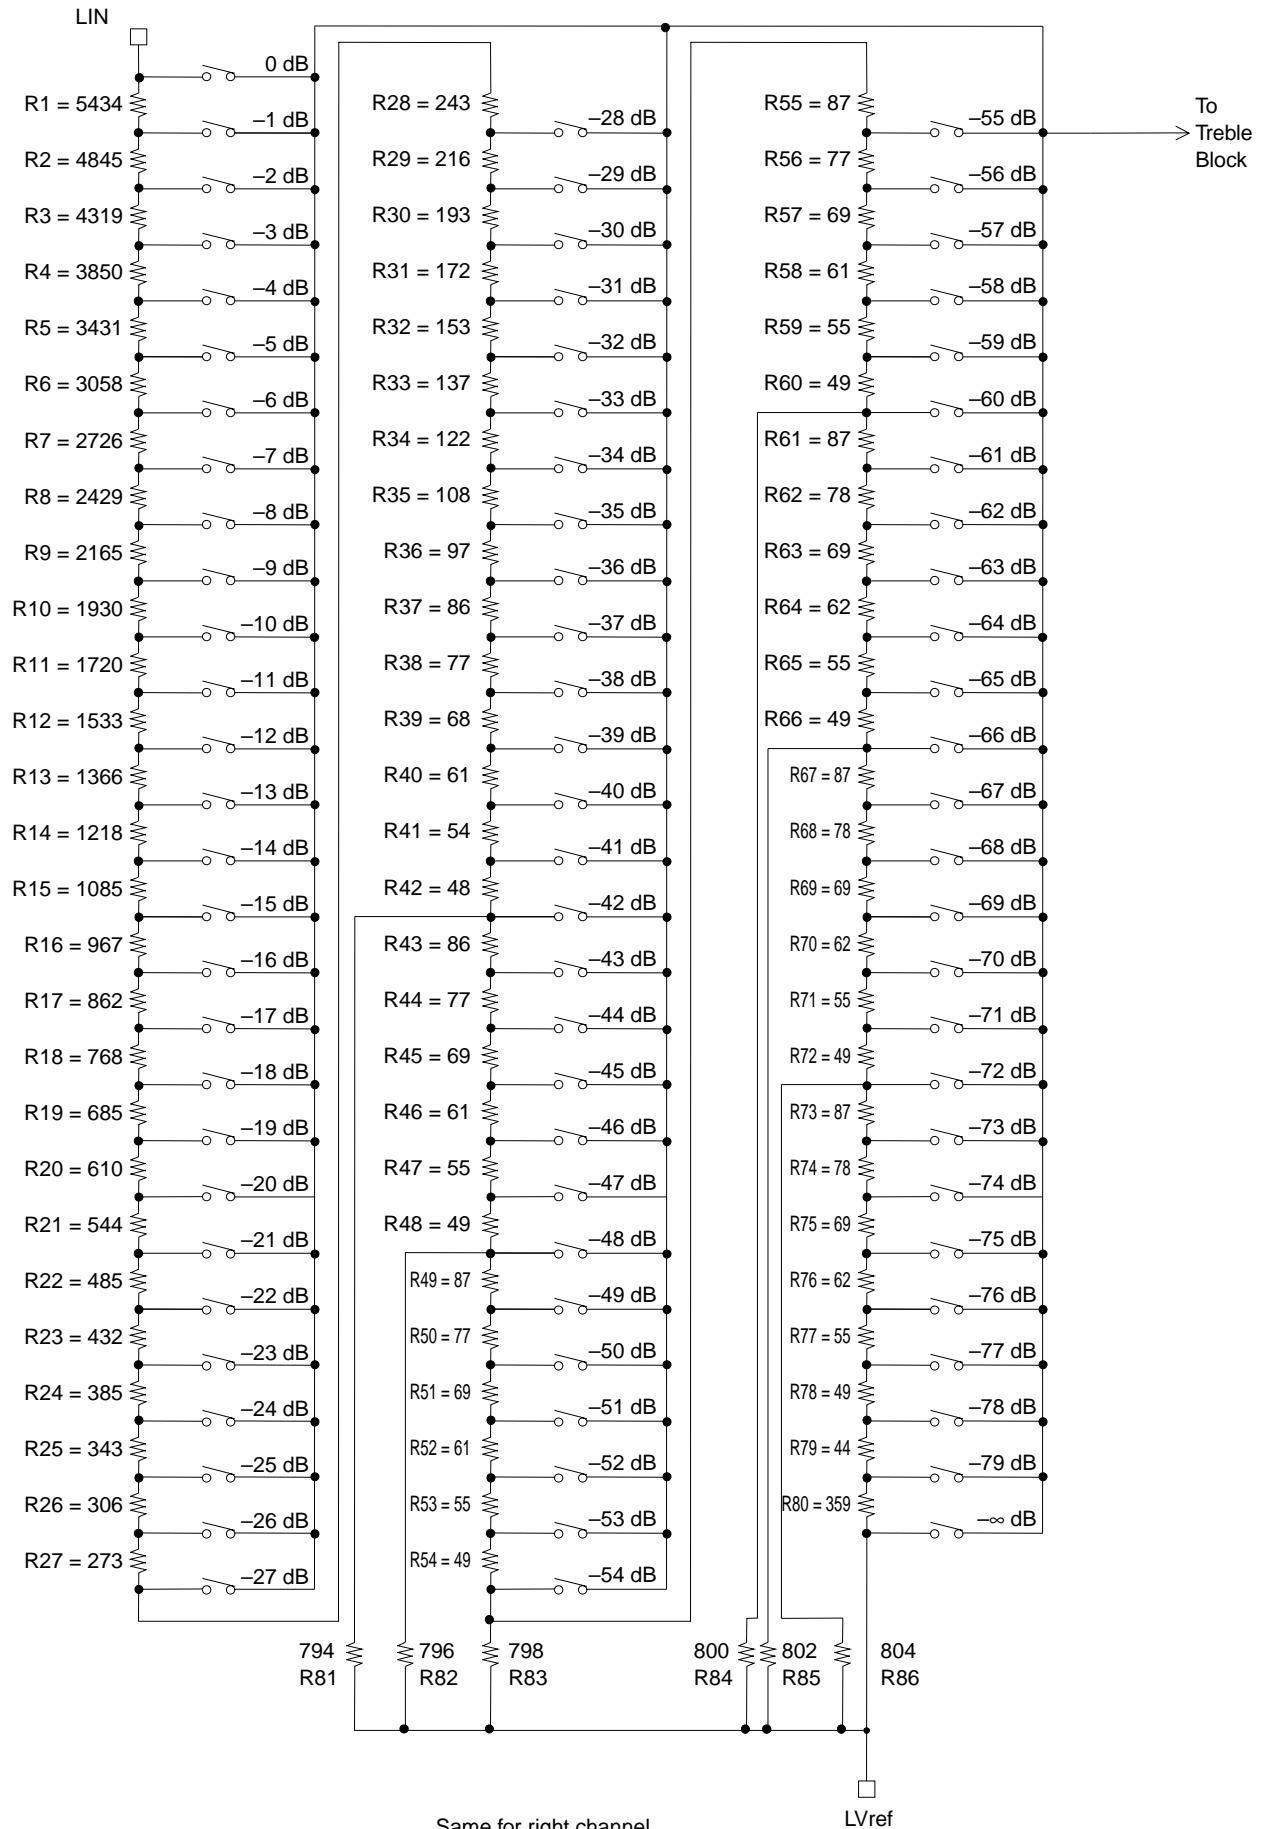 LIN
0 dB
R1 = 5434
–1 dB
R2 = 4845
–2 dB
R3 = 4319
–3 dB
R4 = 3850
–4 dB
R5 = 3431
–5 dB
R6 = 3058
–6 dB
R7 = 2726
–7 dB
R8 = 2429
–8 dB
R9 = 2165
–9 dB
R10 = 1930
–10 dB
R11 = 1720
–11 dB
R12 = 1533
–12 dB
R13 = 1366
–13 dB
R14 = 1218
–14 dB
R15 = 1085
–15 dB
R16 = 967
–16 dB
R17 = 862
–17 dB
R18 = 768
–18 dB
R19 = 685
–19 dB
R20 = 610
–20 dB
R21 = 544
–21 dB
R22 = 485
–22 dB
R23 = 432
–23 dB
R24 = 385
–24 dB
R25 = 343
–25 dB
R26 = 306
–26 dB
R27 = 273
–27 dB
R28 = 243
–28 dB
R29 = 216
–29 dB
R30 = 193
–30 dB
R31 = 172
–31 dB
R32 = 153
–32 dB
R33 = 137
–33 dB
R34 = 122
–34 dB
R35 = 108
–35 dB
R36 = 97
–36 dB
R37 = 86
–37 dB
R38 = 77
–38 dB
R39 = 68
–39 dB
R40 = 61
–40 dB
R41 = 54
–41 dB
R42 = 48
–42 dB
R43 = 86
–43 dB
R44 = 77
–44 dB
R45 = 69
–45 dB
R46 = 61
–46 dB
R47 = 55
–47 dB
R48 = 49
–48 dB
R49 = 87
–49 dB
R50 = 77
–50 dB
R51 = 69
–51 dB
R52 = 61
–52 dB
R53 = 55
–53 dB
R54 = 49
–54 dB
R55 = 87
–55 dB
R56 = 77
–56 dB
R57 = 69
–57 dB
R58 = 61
–58 dB
R59 = 55
–59 dB
R60 = 49
–60 dB
R61 = 87
–61 dB
R62 = 78
–62 dB
R63 = 69
–63 dB
R64 = 62
–64 dB
R65 = 55
–65 dB
R66 = 49
–66 dB
R67 = 87
–67 dB
R68 = 78
–68 dB
R69 = 69
–69 dB
R70 = 62
–70 dB
R71 = 55
–71 dB
R72 = 49
–72 dB
R73 = 87
–73 dB
R74 = 78
–74 dB
R75 = 69
–75 dB
R76 = 62
–76 dB
R77 = 55
–77 dB
R78 = 49
–78 dB
R79 = 44
–79 dB
R80 = 359
–∞ dB
To
Treble
Block
794
R81
796
R82
798
R83
800
R84
802
R85
804
R86
LVref
Same for right channel